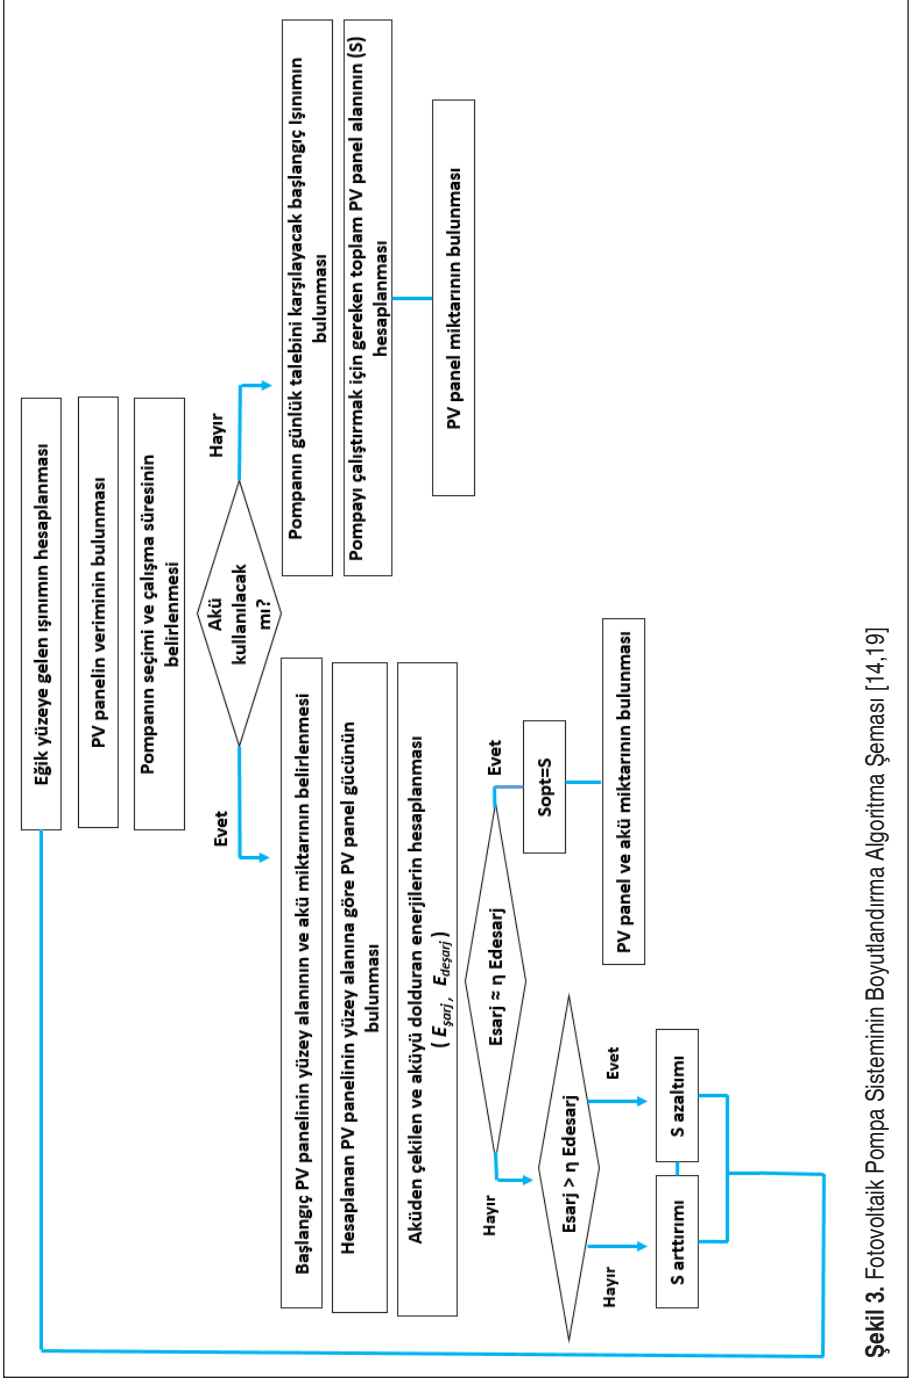 Eğik yüzeye gelen ışınımın hesaplanması
PV panelin veriminin bulunması
Pompanın seçimi ve çalışma süresinin
belirlenmesi
Akü
kullanılacak
mı?
Evet
Hayır
Başlangıç PV panelinin yüzey alanının ve akü miktarının belirlenmesi
Hesaplanan PV panelinin yüzey alanına göre PV panel gücünün
bulunması
Aküden çekilen ve aküyü dolduran enerjilerin hesaplanması
( Eşarj , Edeşarj )
Esarj ≈ η Edesarj
Hayır
Evet
Esarj > η Edesarj
Hayır
Evet
S arttırımı
S azaltımı
Sopt=S
PV panel ve akü miktarının bulunması
Pompanın günlük talebini karşılayacak başlangıç ışınımın
bulunması
Pompayı çalıştırmak için gereken toplam PV panel alanının (S)
hesaplanması
PV panel miktarının bulunması
Şekil 3. Fotovoltaik Pompa Sisteminin Boyutlandırma Algoritma Şeması [14,19]